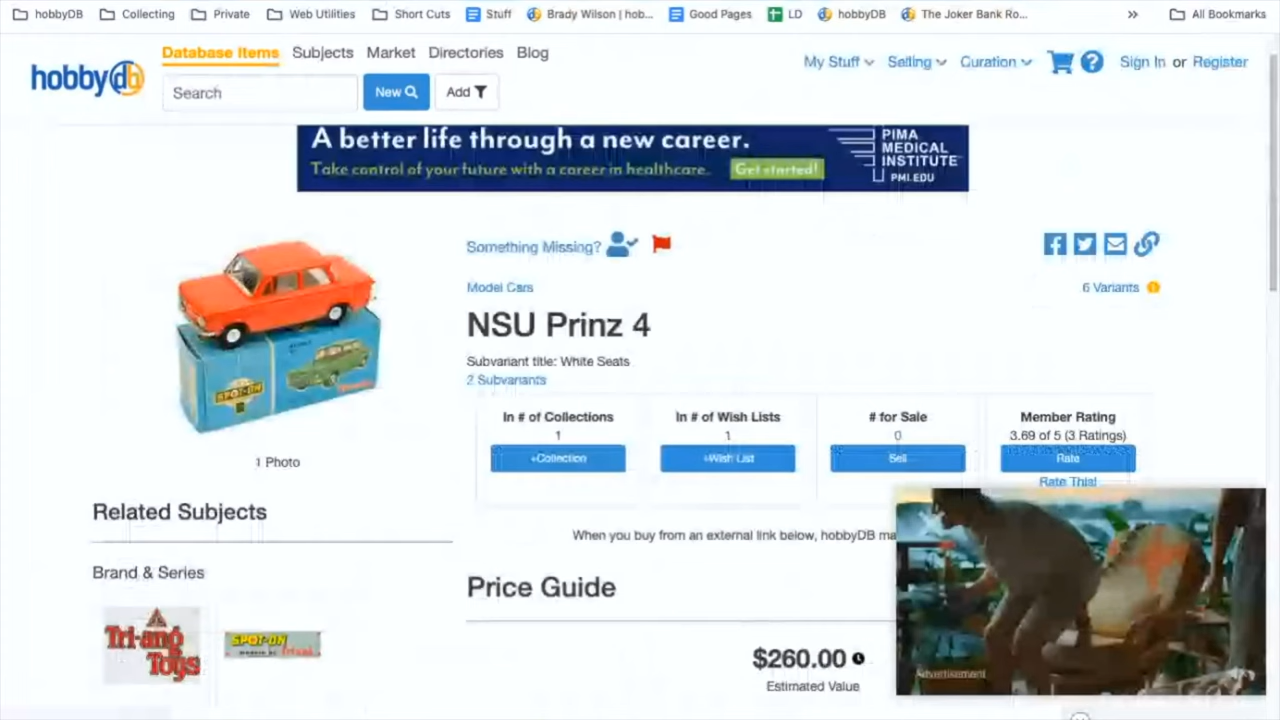 hobbyDB
Collecting
Private
Web Utilities
Short Cuts
Stuff
Brady Wilson | hob...
Good Pages
LD
hobbyDB
The Joker Bank Ro...
»
All Bookmarks
Database Items
Subjects
Market
Directories
Blog
hobbydb
My Stuff
Selling
Curation
?
Sign In or Register
Search
New
Add
A better life through a new career.
Take control of your future with a career in healthcare.
Get started!
PIMA
MEDICAL
INSTITUTE
PMI.EDU
Something Missing?
Model Cars
6 Variants
NSU Prinz 4
Subvariant title: White Seats
2 Subvariants
SPOT-ON
1 Photo
In # of Collections
1
+Collection
In # of Wish Lists
1
+Wish List
# for Sale
0
Sell
Member Rating
3.69 of 5 (3 Ratings)
Rate
Rate This!
Related Subjects
When you buy from an external link below, hobbyDB ma
Brand & Series
Price Guide
Tri-ang
Toys
SPOT-ON
Tri-ang
$260.00
Estimated Value
Advertisement